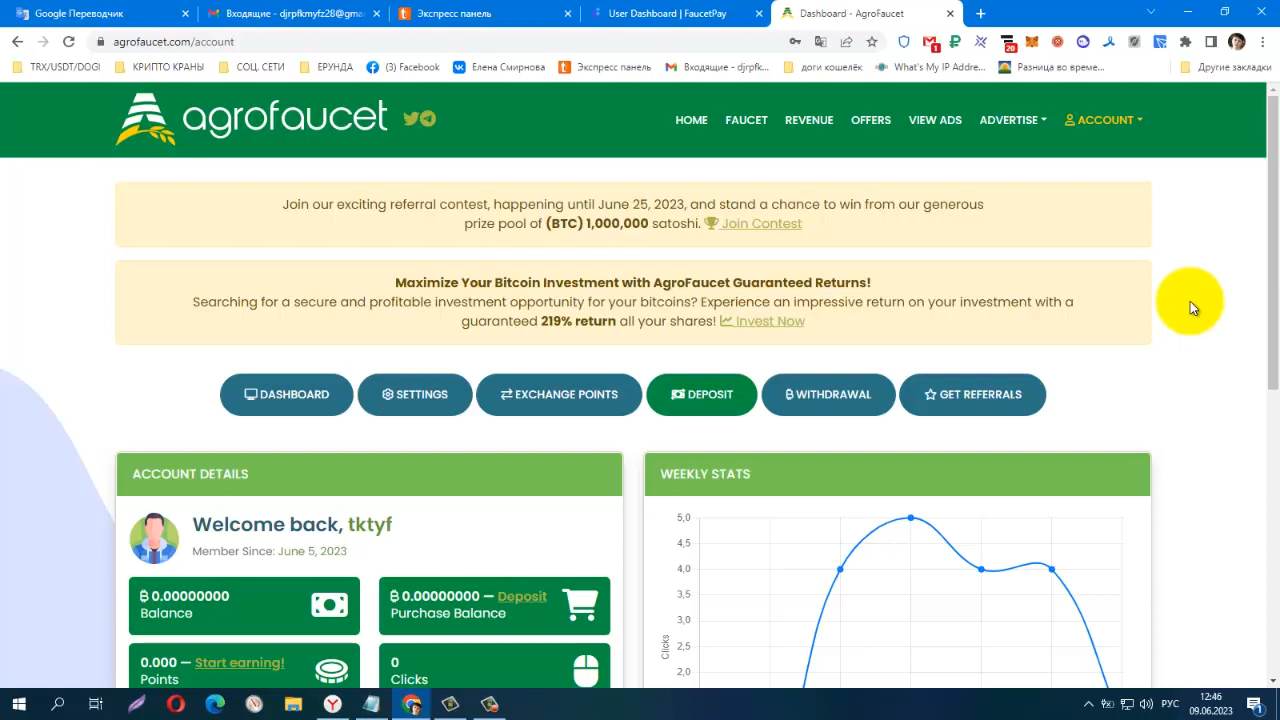 Google Переводчик
Входящие - djrpkmyfz28@gma
Экспресс панель
User Dashboard | FaucetPay
Dashboard - AgroFaucet
agrofaucet.com/account
1
20
TRX/USDT/DOGI
КРИПТО КРАНЫ
СОЦ. СЕТИ
ЕРУНДА
(3) Facebook
Елена Смирнова
Экспресс панель
Входящие - djrpfk...
доги кошелёк
What's My IP Addre...
Разница во време...
Другие закладки
agrofaucet
HOME
FAUCET
REVENUE
OFFERS
VIEW ADS
ADVERTISE
ACCOUNT
Join our exciting referral contest, happening until June 25, 2023, and stand a chance to win from our generous
prize pool of (BTC) 1,000,000 satoshi. Join Contest
Maximize Your Bitcoin Investment with AgroFaucet Guaranteed Returns!
Searching for a secure and profitable investment opportunity for your bitcoins? Experience an impressive return on your investment with a
guaranteed 219% return all your shares! Invest Now
DASHBOARD
SETTINGS
EXCHANGE POINTS
DEPOSIT
WITHDRAWAL
GET REFERRALS
ACCOUNT DETAILS
Welcome back, tktyf
Member Since: June 5, 2023
₿ 0.00000000
Balance
₿ 0.00000000 — Deposit
Purchase Balance
0.000 — Start earning!
Points
0
Clicks
WEEKLY STATS
5,0
4,5
4,0
3,5
3,0
2,5
2,0
Clicks
РУС
12:46
09.06.2023
1